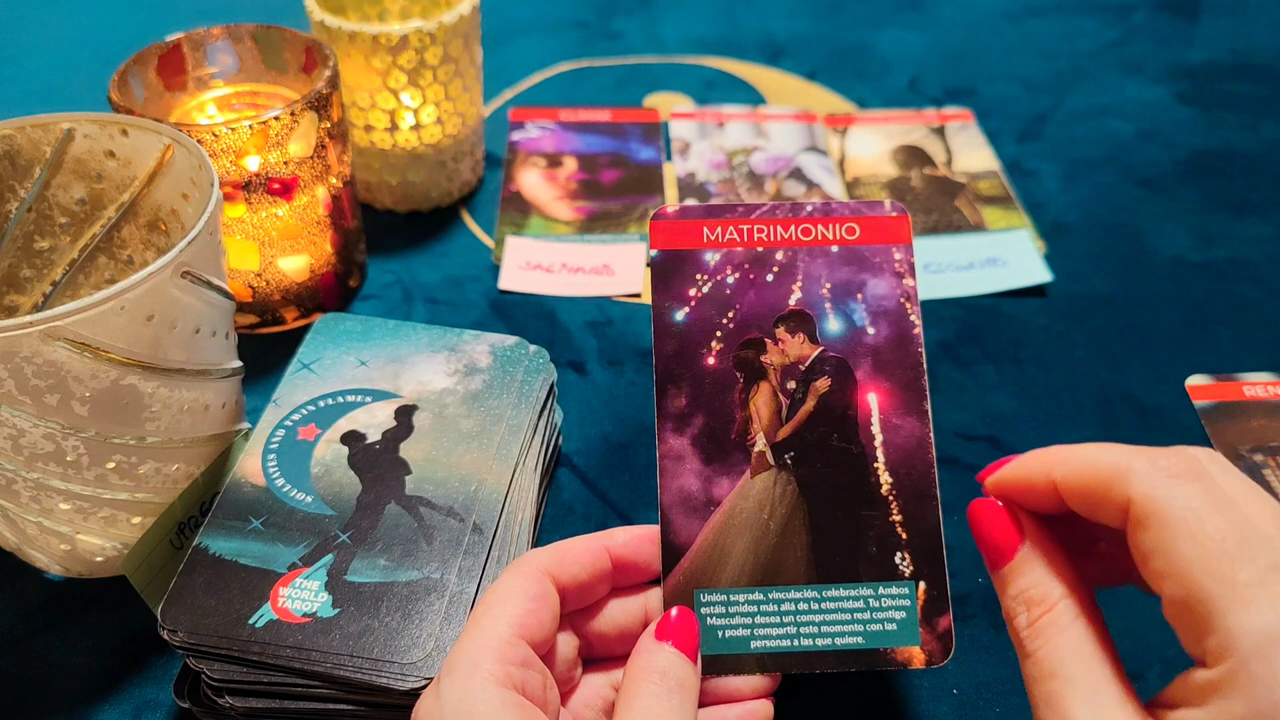 MATRIMONIO
Unión sagrada, vinculación, celebración. Ambos
estáis unidos más allá de la eternidad. Tu Divino
Masculino desea un compromiso real contigo
y poder compartir este momento con las
personas a las que quiere.
SOULMATES AND TWIN FLAMES
THE
WORLD
TAROT
REN